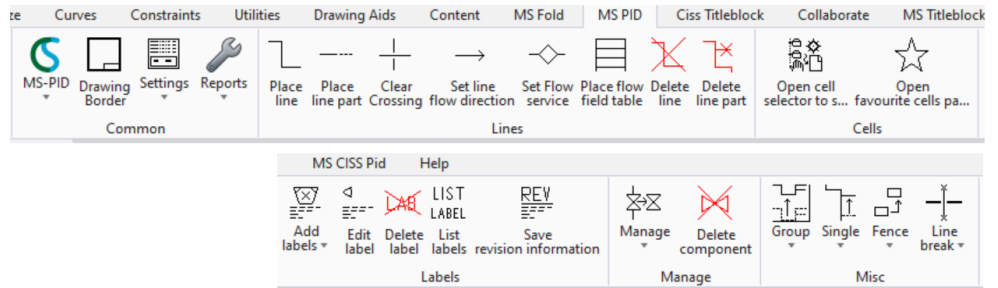 ze Curves Constraints Utilities Drawing Aids Content MS Fold MS PID Ciss Titleblock Collaborate MS Titleblock
MS-PID Drawing Border Settings Reports Place line Place line part Clear Crossing Set line flow direction Set Flow service Place flow field table Delete line Delete line part Open cell selector to s... Open favourite cells pa...
Common Lines Cells
MS CISS Pid Help
LAB LIST LABEL REV
Add labels Edit label Delete label List labels Save revision information Manage Delete component Group Single Fence Line break
Labels Manage Misc